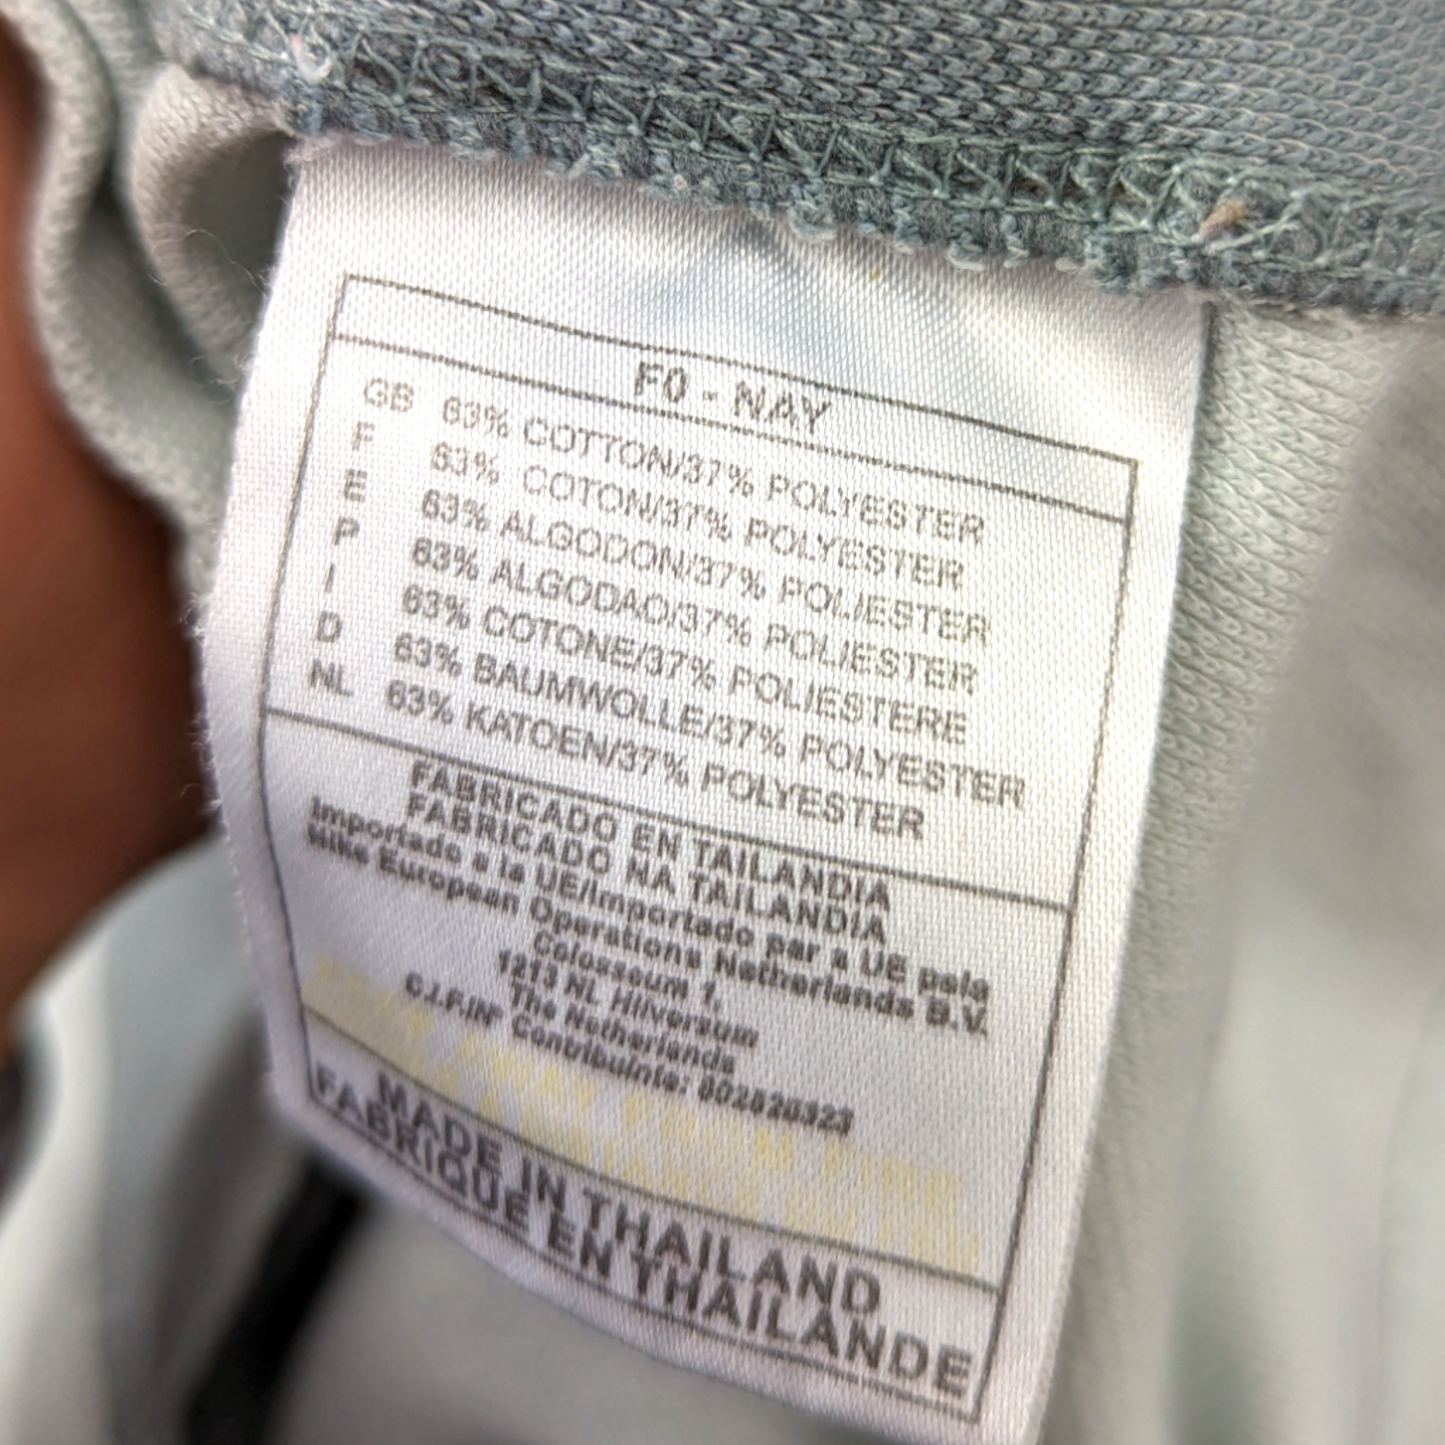 F0 - NAY
GB 63% COTTON/37% POLYESTER
F 63% COTON/37% POLYESTER
E 63% ALGODON/37% POLIESTER
P 63% ALGODAO/37% POLIESTER
I 63% COTONE/37% POLIESTERE
D 63% BAUMWOLLE/37% POLYESTER
NL 63% KATOEN/37% POLYESTER
FABRICADO EN TAILANDIA
FABRICADO NA TAILANDIA
Importado a la UE/Importado par a UE pela
Nike European Operations Netherlands B.V.
Colosseum 1,
1213 NL Hilversum
The Netherlands
C.I.F./Nº Contribuinte:
AWAY FROM FIRE
MADE IN THAILAND
FABRIQUE EN THAILANDE